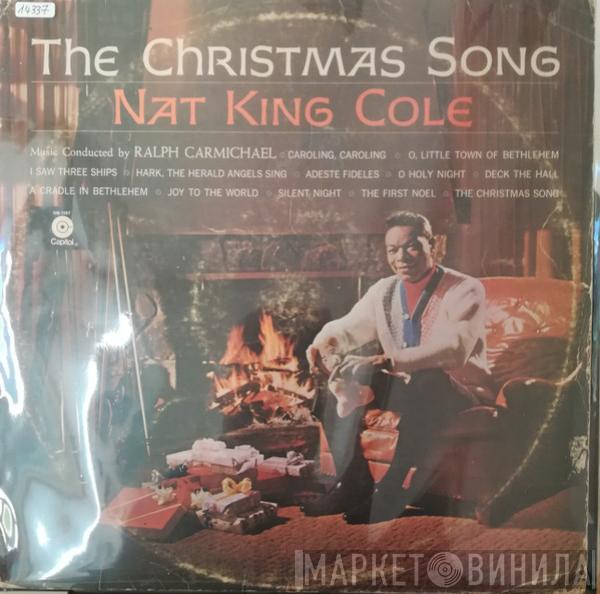 14337
The Christmas Song
Nat King Cole
Music Conducted by RALPH CARMICHAEL ○ CAROLING, CAROLING ○ O, LITTLE TOWN OF BETHLEHEM
I SAW THREE SHIPS ○ HARK, THE HERALD ANGELS SING ○ ADESTE FIDELES ○ O HOLY NIGHT ○ DECK THE HALL
A CRADLE IN BETHLEHEM ○ JOY TO THE WORLD ○ SILENT NIGHT ○ THE FIRST NOEL ○ THE CHRISTMAS SONG
Capitol
МАРКЕТ ВИНИЛА